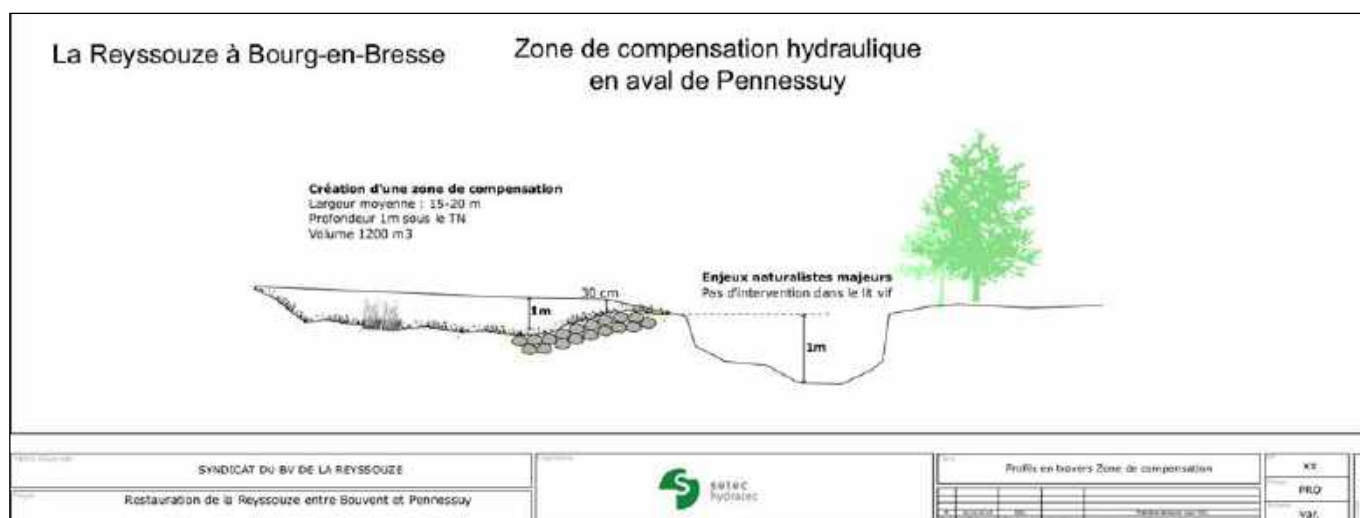 La Reyssouze à Bourg-en-Bresse
Zone de compensation hydraulique
en aval de Pennessuy
Création d'une zone de compensation
Largeur moyenne : 15-20 m
Profondeur 1m sous le TN
Volume 1200 m3
30 cm
1m
Enjeux naturalistes majeurs
Pas d'intervention dans le lit vif
1m
SYNDICAT DU BV DE LA REYSSOUZE
Restauration de la Reyssouze entre Bouvent et Pennessuy
setec
hydratec
Profils en travers Zone de compensation
XX
PRO
var.